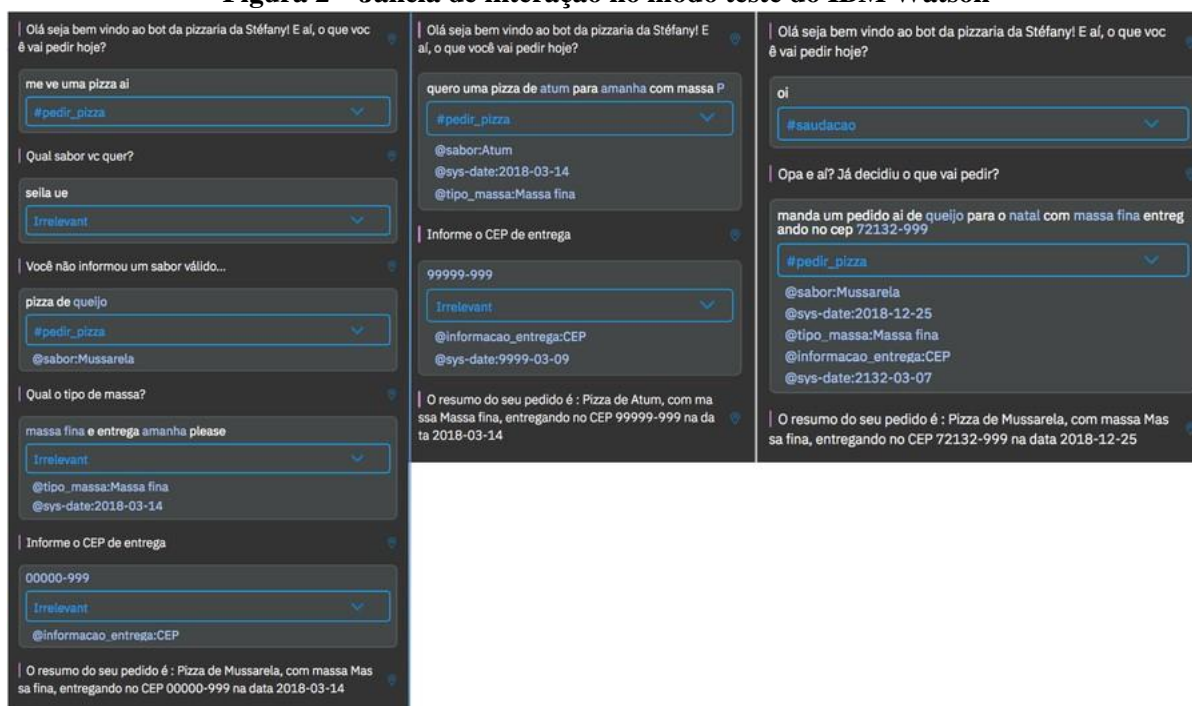 Figura 2 – Janela de interação no modo teste do IBM Watson
Olá seja bem vindo ao bot da pizzaria da Stéfany! E aí, o que voc
ê vai pedir hoje?
me ve uma pizza ai
#pedir_pizza
Qual sabor vc quer?
seila ue
Irrelevant
Você não informou um sabor válido...
pizza de queijo
#pedir_pizza
@sabor:Mussarela
Qual o tipo de massa?
massa fina e entrega amanha please
Irrelevant
@tipo_massa:Massa fina
@sys-date:2018-03-14
Informe o CEP de entrega
00000-999
Irrelevant
@informacao_entrega:CEP
O resumo do seu pedido é : Pizza de Mussarela, com massa Mas
sa fina, entregando no CEP 00000-999 na data 2018-03-14
Olá seja bem vindo ao bot da pizzaria da Stéfany! E
aí, o que você vai pedir hoje?
quero uma pizza de atum para amanha com massa P
#pedir_pizza
@sabor:Atum
@sys-date:2018-03-14
@tipo_massa:Massa fina
Informe o CEP de entrega
99999-999
Irrelevant
@informacao_entrega:CEP
@sys-date:9999-03-09
O resumo do seu pedido é : Pizza de Atum, com ma
ssa Massa fina, entregando no CEP 99999-999 na da
ta 2018-03-14
Olá seja bem vindo ao bot da pizzaria da Stéfany! E aí, o que voc
ê vai pedir hoje?
oi
#saudacao
Opa e aí? Já decidiu o que vai pedir?
manda um pedido ai de queijo para o natal com massa fina entreg
ando no cep 72132-999
#pedir_pizza
@sabor:Mussarela
@sys-date:2018-12-25
@tipo_massa:Massa fina
@informacao_entrega:CEP
@sys-date:2132-03-07
O resumo do seu pedido é : Pizza de Mussarela, com massa Mas
sa fina, entregando no CEP 72132-999 na data 2018-12-25